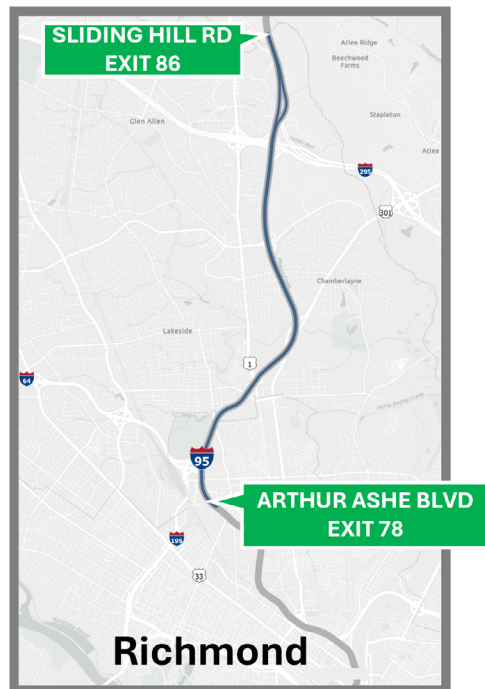 SLIDING HILL RD
EXIT 86
Atlee Ridge
Beechwood
Farms
Glen Allen
Stapleton
Atlee
295
301
Chamberlayne
Lakeside
1
64
95
ARTHUR ASHE BLVD
EXIT 78
195
33
Richmond